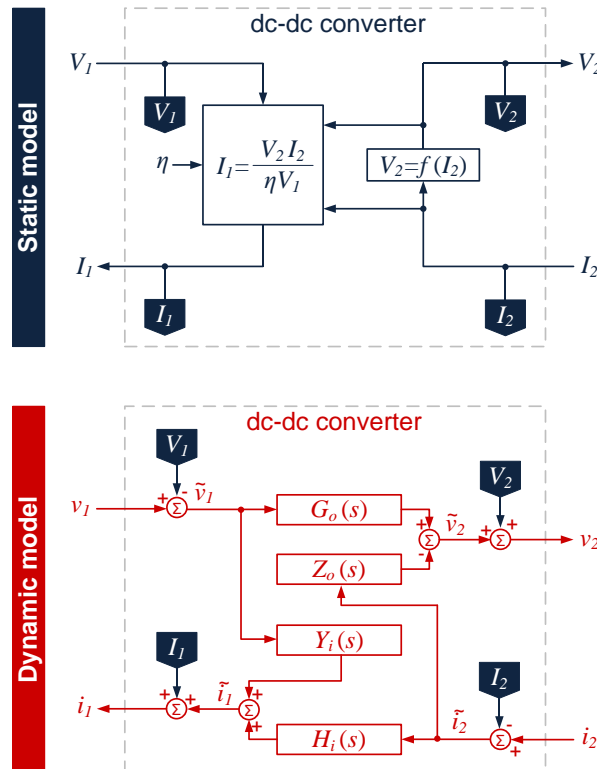 Static model
dc-dc converter
V₁
V₁
V₂
V₂
η
I₁=V₂ I₂/ηV₁
V₂=f(I₂)
I₁
I₁
I₂
I₂
Dynamic model
dc-dc converter
V₁
v₁
+ -
Σ
ṽ₁
Gₒ(s)
+
-
Σ
ṽ₂
V₂
+ +
Σ
v₂
Zₒ(s)
Yᵢ(s)
I₁
i₁
+ +
Σ
ĩ₁
+
+
Σ
Hᵢ(s)
ĩ₂
I₂
-
+
Σ
i₂